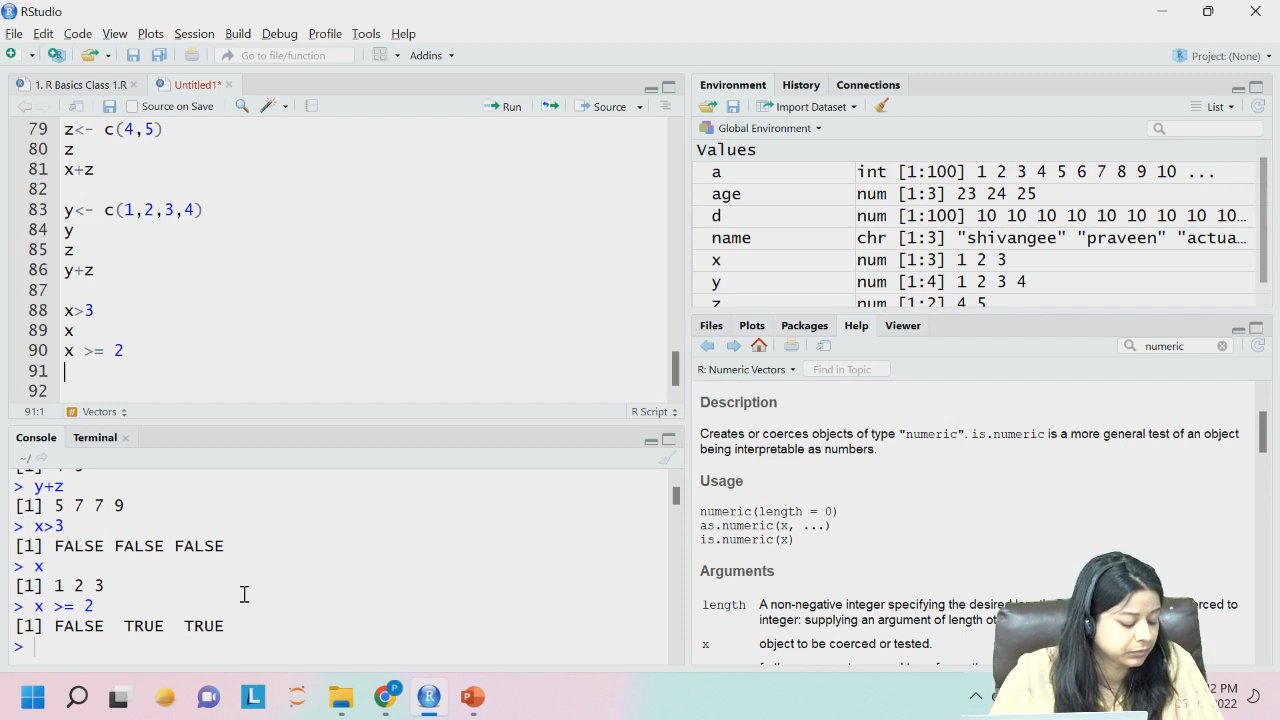 RStudio
File Edit Code View Plots Session Build Debug Profile Tools Help
Go to file/function Addins Project: (None)
1. R Basics Class 1.R Untitled1*
Source on Save Run Source
79 z<- c(4,5)
80 z
81 x+z
82
83 y<- c(1,2,3,4)
84 y
85 z
86 y+z
87
88 x>3
89 x
90 x >= 2
91
92
91:1 Vectors R Script
Console Terminal
~/
> y+z
[1] 5 7 7 9
> x>3
[1] FALSE FALSE FALSE
> x
[1] 1 2 3
> x >= 2
[1] FALSE TRUE TRUE
>
Environment History Connections
Import Dataset List
Global Environment
Values
a int [1:100] 1 2 3 4 5 6 7 8 9 10 ...
age num [1:3] 23 24 25
d num [1:100] 10 10 10 10 10 10 10 10 10…
name chr [1:3] "shivangee" "praveen" "actua…
x num [1:3] 1 2 3
y num [1:4] 1 2 3 4
z num [1:2] 4 5
Files Plots Packages Help Viewer
numeric
R: Numeric Vectors Find in Topic
Description
Creates or coerces objects of type "numeric". is.numeric is a more general test of an object
being interpretable as numbers.
Usage
numeric(length = 0)
as.numeric(x, ...)
is.numeric(x)
Arguments
length A non-negative integer specifying the desired erced to
integer: supplying an argument of length
x object to be coerced or tested.
L
P